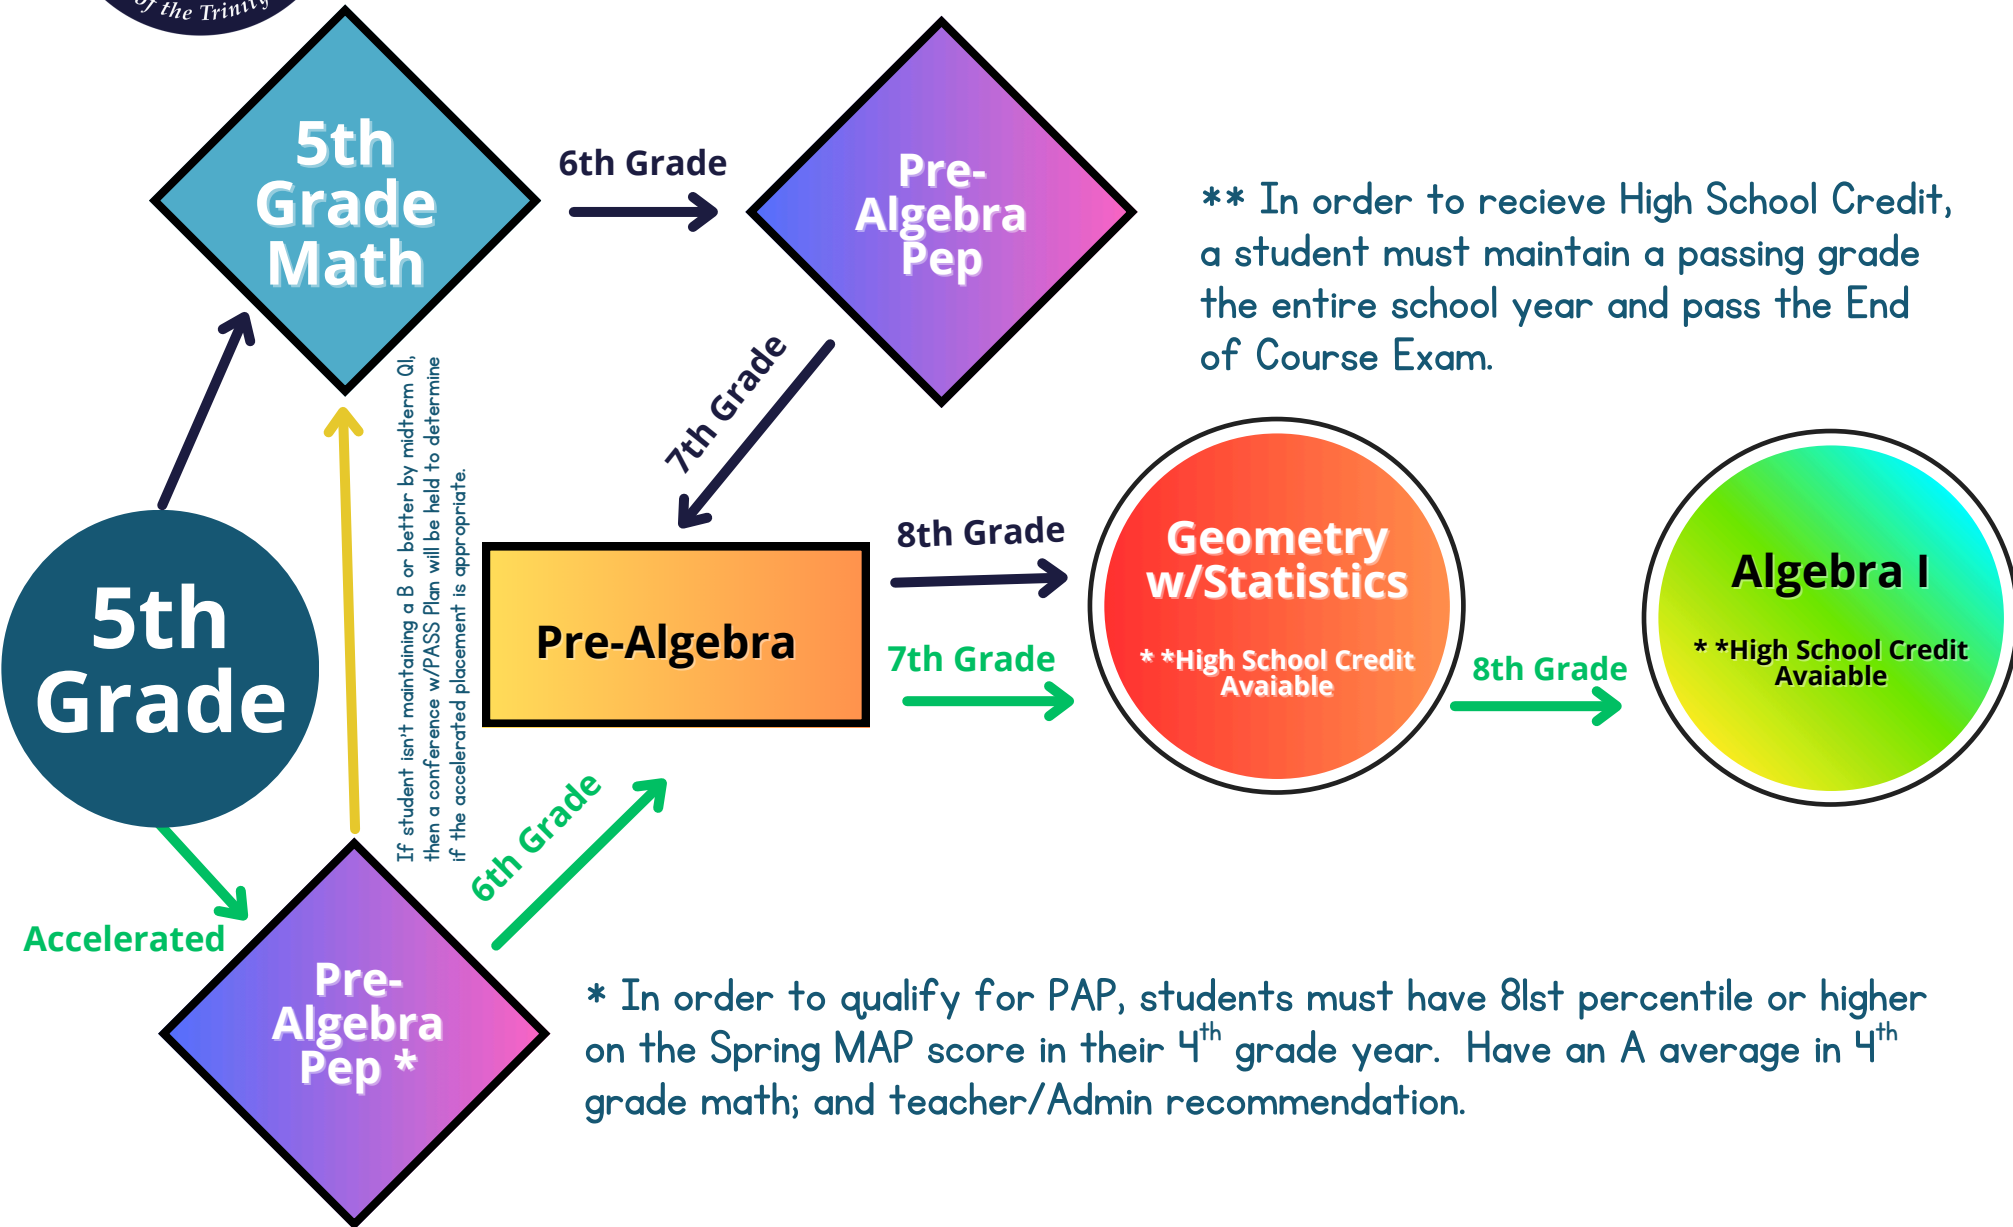 of the Trinity
5th
Grade
Math
6th Grade
Pre-
Algebra
Pep
** In order to recieve High School Credit,
a student must maintain a passing grade
the entire school year and pass the End
of Course Exam.
7th Grade
If student isn't maintaining a B or better by midterm Q1,
then a conference w/PASS Plan will be held to determine
if the accelerated placement is appropriate.
5th
Grade
Pre-Algebra
8th Grade
7th Grade
Geometry
w/Statistics
* *High School Credit
Avaiable
8th Grade
Algebra I
* *High School Credit
Avaiable
6th Grade
Accelerated
Pre-
Algebra
Pep *
* In order to qualify for PAP, students must have 81st percentile or higher
on the Spring MAP score in their 4th grade year. Have an A average in 4th
grade math; and teacher/Admin recommendation.